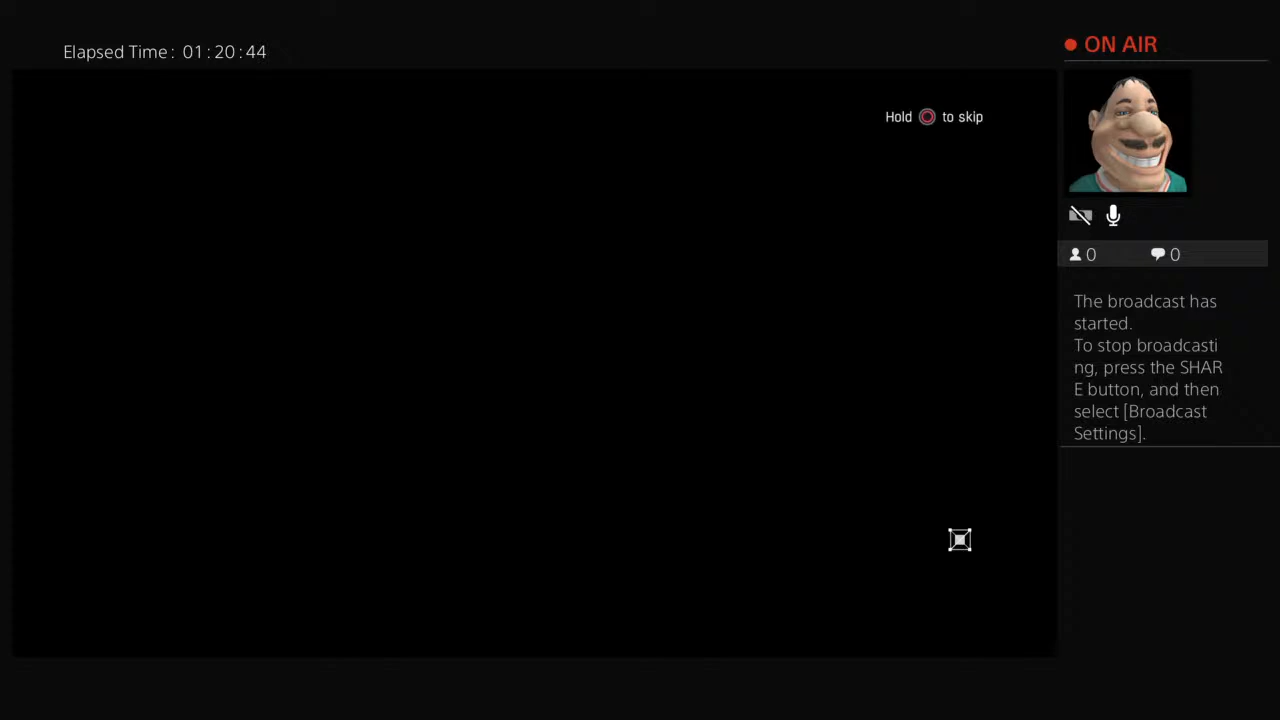 Elapsed Time: 01:20:44
ON AIR
Hold to skip
0 0
The broadcast has
started.
To stop broadcasti
ng, press the SHAR
E button, and then
select [Broadcast
Settings].